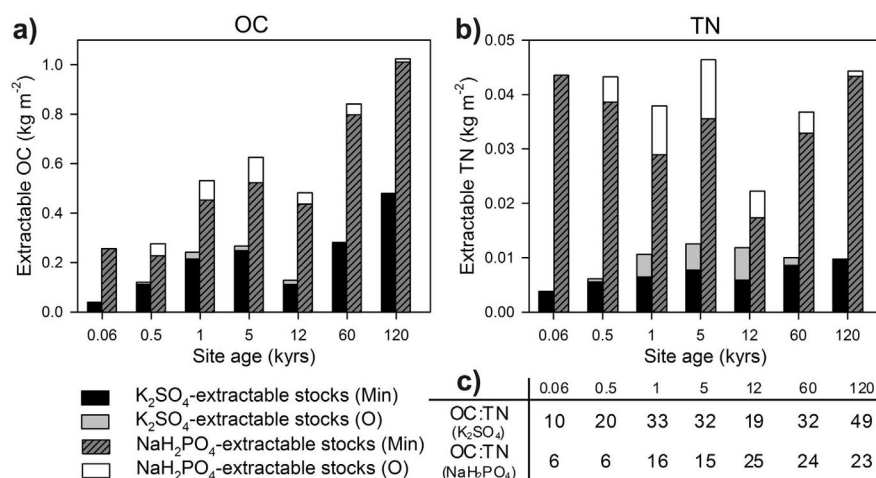 a) OC
Extractable OC (kg m⁻²)
1.0
0.8
0.6
0.4
0.2
0.0
0.06 0.5 1 5 12 60 120
Site age (kyrs)
b) TN
Extractable TN (kg m⁻²)
0.05
0.04
0.03
0.02
0.01
0.00
0.06 0.5 1 5 12 60 120
Site age (kyrs)
K₂SO₄-extractable stocks (Min)
K₂SO₄-extractable stocks (O)
NaH₂PO₄-extractable stocks (Min)
NaH₂PO₄-extractable stocks (O)
c) 0.06 0.5 1 5 12 60 120
OC:TN 10 20 33 32 19 32 49
(K₂SO₄)
OC:TN 6 6 16 15 25 24 23
(NaH₂PO₄)